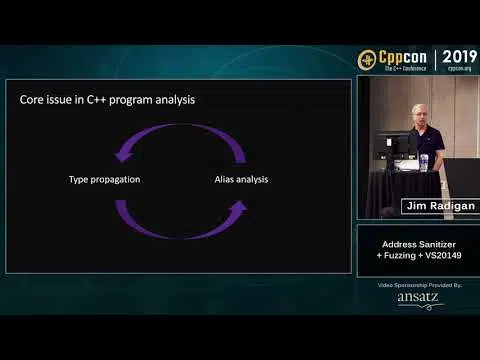 Cppcon
The C++ Conference
2019
cppcon.org
Core issue in C++ program analysis
Type propagation
Alias analysis
Jim Radigan
Address Sanitizer
+ Fuzzing + VS20149
Video Sponsorship Provided By:
ansatz